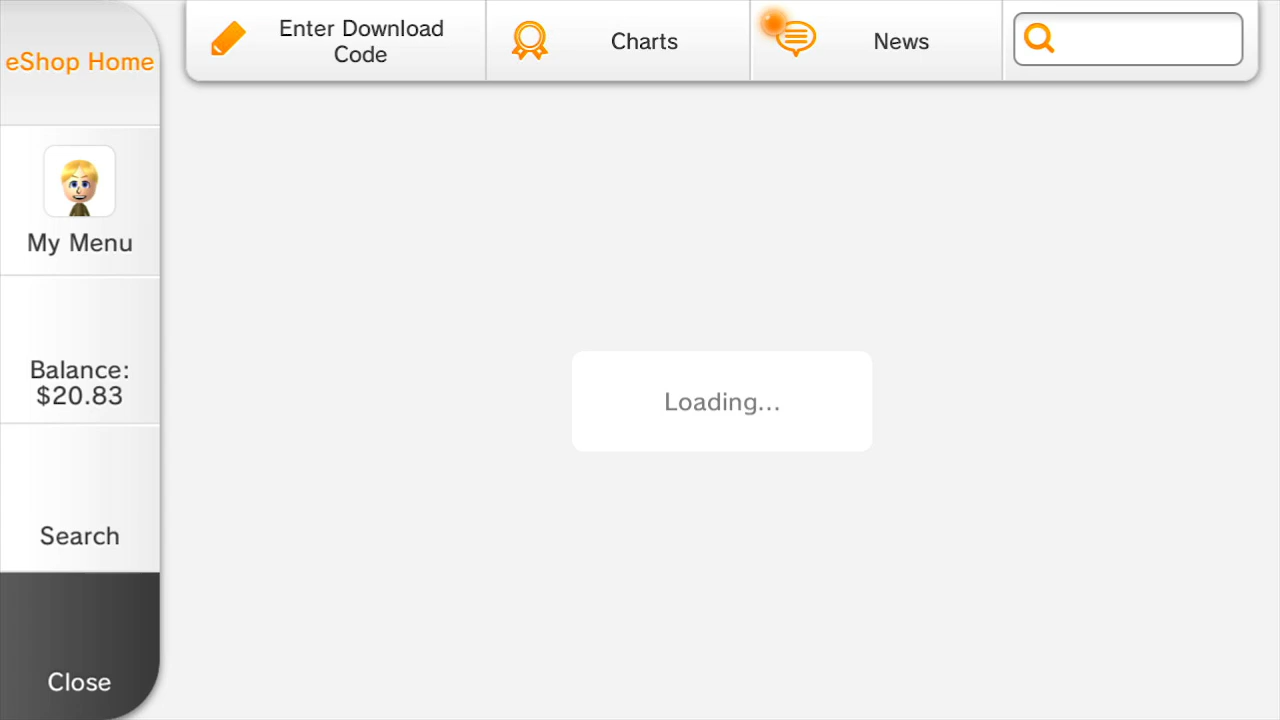 eShop Home
Enter Download
Code
Charts
News
My Menu
Balance:
$20.83
Search
Close
Loading...